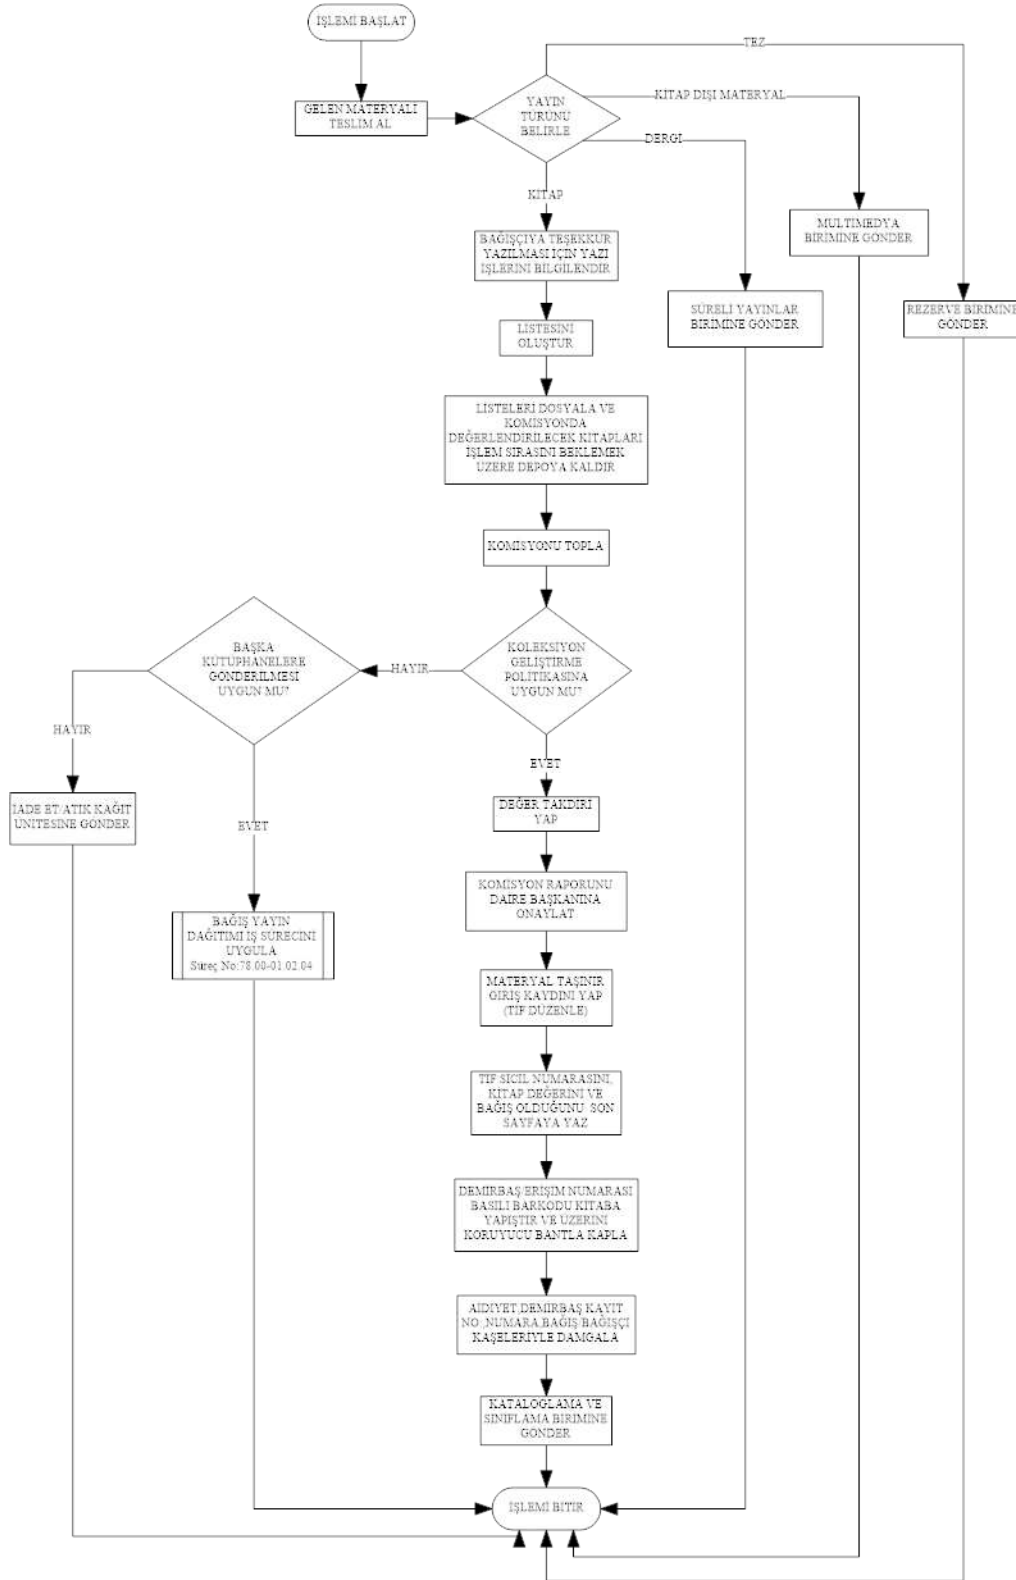 İŞLEMİ BAŞLAT
GELEN MATERYALİ
TESLİM AL
YAYIN
TÜRÜNÜ
BELİRLE
TEZ
KİTAP DIŞI MATERYAL
DERGİ
KİTAP
MULTİMEDYA
BİRİMİNE GÖNDER
BAĞIŞÇIYA TEŞEKKÜR
YAZILMASI İÇİN YAZI
İŞLERİNİ BİLGİLENDİR
SÜRELİ YAYINLAR
BİRİMİNE GÖNDER
REZERVE BİRİMİNE
GÖNDER
LİSTESİNİ
OLUŞTUR
LİSTELERİ DOSYALA VE
KOMİSYONDA
DEĞERLENDİRİLECEK KİTAPLARI
İŞLEM SIRASINI BEKLEMEK
ÜZERE DEPOYA KALDIR
KOMİSYONU TOPLA
KOLEKSİYON
GELİŞTİRME
POLİTİKASINA
UYGUN MU?
HAYIR
BAŞKA
KÜTÜPHANELERE
GÖNDERİLMESİ
UYGUN MU?
HAYIR
EVET
İADE ET/ATIK KAĞIT
ÜNİTESİNE GÖNDER
EVET
DEĞER TAKDİRİ
YAP
KOMİSYON RAPORUNU
DAİRE BAŞKANINA
ONAYLAT
BAĞIŞ YAYIN
DAĞITIMI İŞ SÜRECİNİ
UYGULA
Süreç No:78.00-01.02.04
MATERYAL TAŞINIR
GİRİŞ KAYDINI YAP
(TİF DÜZENLE)
TİF SİCİL NUMARASINI,
KİTAP DEĞERİNİ VE
BAĞIŞ OLDUĞUNU SON
SAYFAYA YAZ
DEMİRBAŞ/ERİŞİM NUMARASI
BASILI BARKODU KİTABA
YAPIŞTIR VE ÜZERİNİ
KORUYUCU BANTLA KAPLA
AİDİYET,DEMİRBAŞ KAYIT
NO ,NUMARA,BAĞIŞ/BAĞIŞÇI
KAŞELERİYLE DAMGALA
KATALOGLAMA VE
SINIFLAMA BİRİMİNE
GÖNDER
İŞLEMİ BİTİR